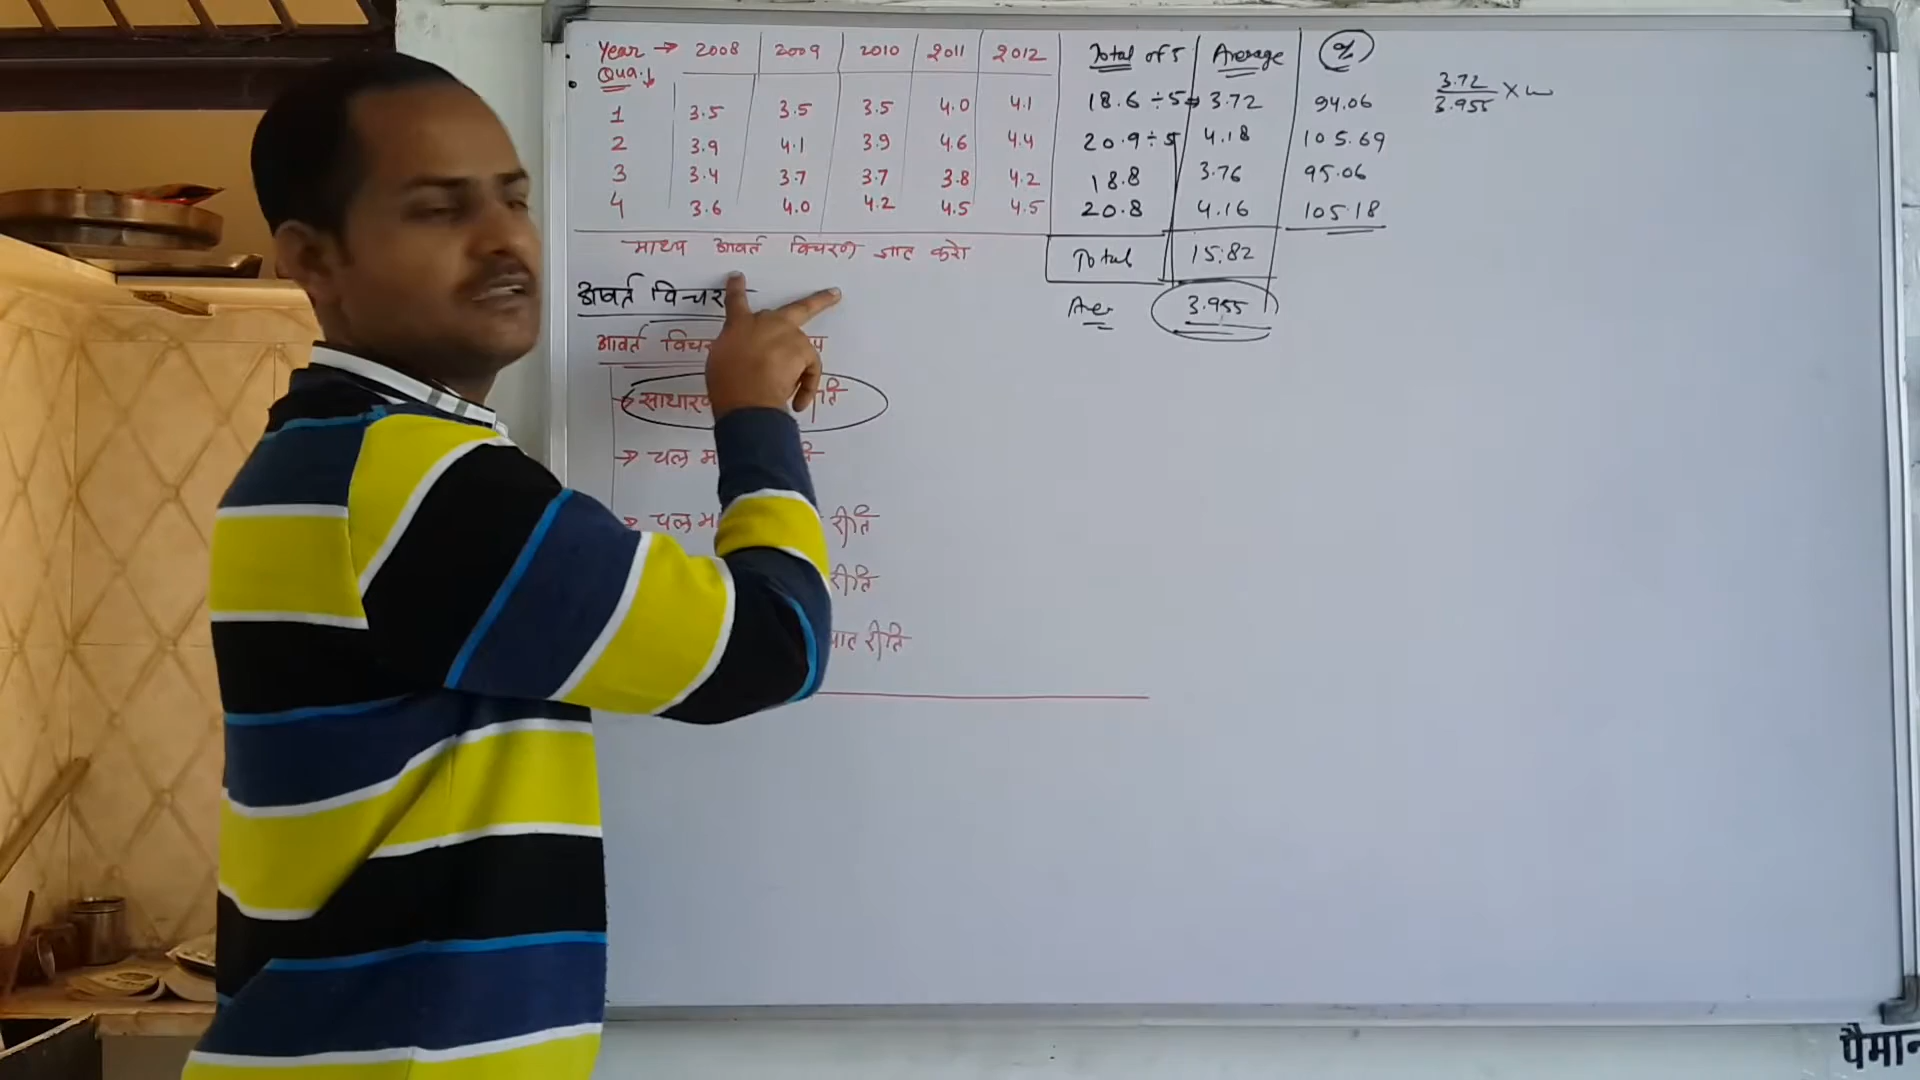 Year → 2008 2009 2010 2011 2012 Total of 5 Average %
Qua.
1 3.5 3.5 3.5 4.0 4.1 18.6 ÷ 5 → 3.72 94.06
2 3.9 4.1 3.9 4.6 4.4 20.9 ÷ 5 4.18 105.69
3 3.4 3.7 3.7 3.8 4.2 18.8 3.76 95.06
4 3.6 4.0 4.2 4.5 4.5 20.8 4.16 105.18
3.72
3.955 ×
माध्य आवर्त विचरण ज्ञात करो
Total 15.82
आवर्त
3.955
आवर्त
→
→ चल
→ चल रीति
रीति
रीति
पैमान